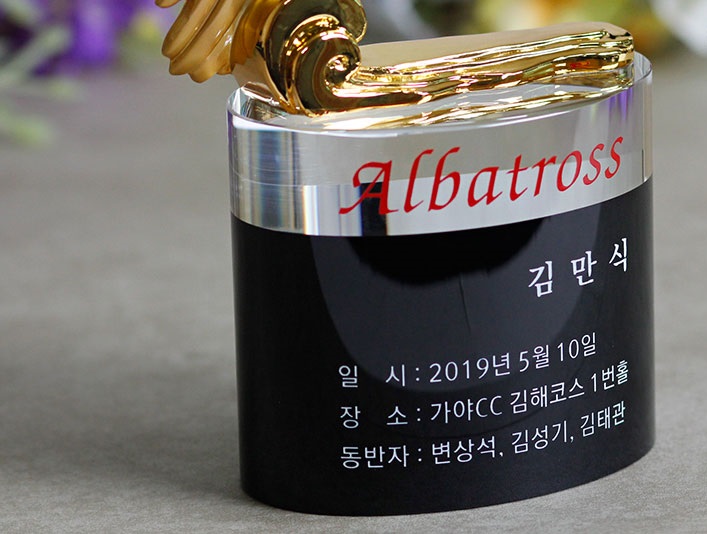 Albatross
김만식
일 시 : 2019년 5월 10일
장 소 : 가야CC 김해코스 1번홀
동반자 : 변상석, 김성기, 김태관